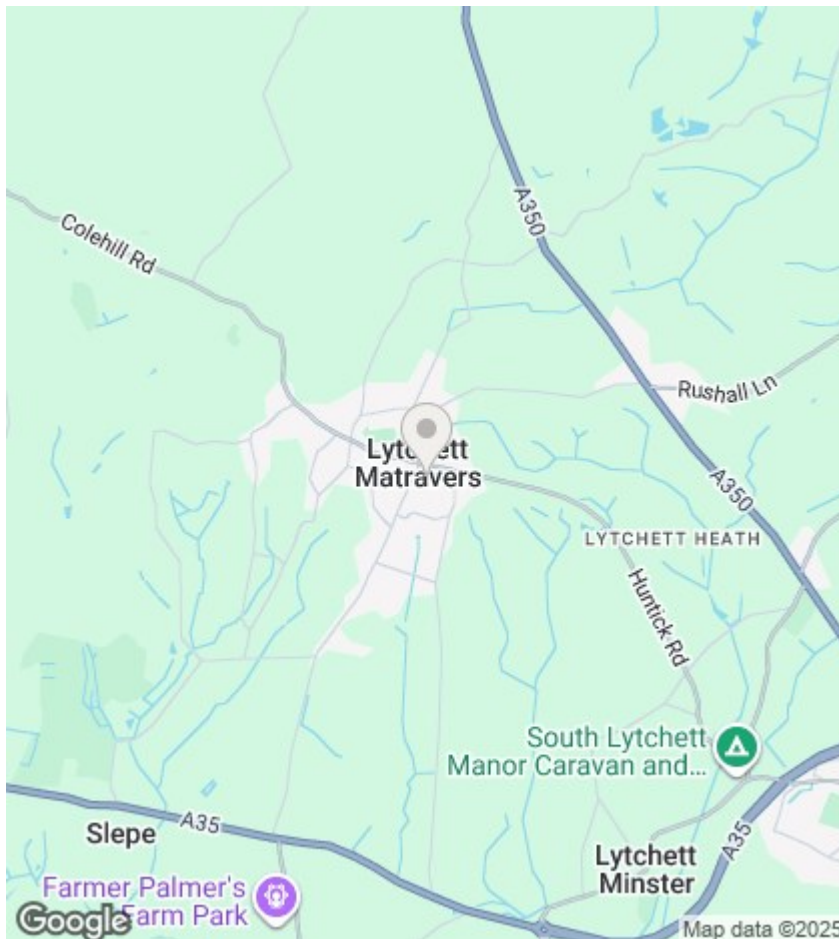 Colehill Rd
A350
Rushall Ln
Lytchett
Matravers
A350
LYTCHETT HEATH
Huntick Rd
South Lytchett
Manor Caravan and...
A35
Slepe
A35
Lytchett
Minster
Farmer Palmer's
Farm Park
Google
Map data ©2025